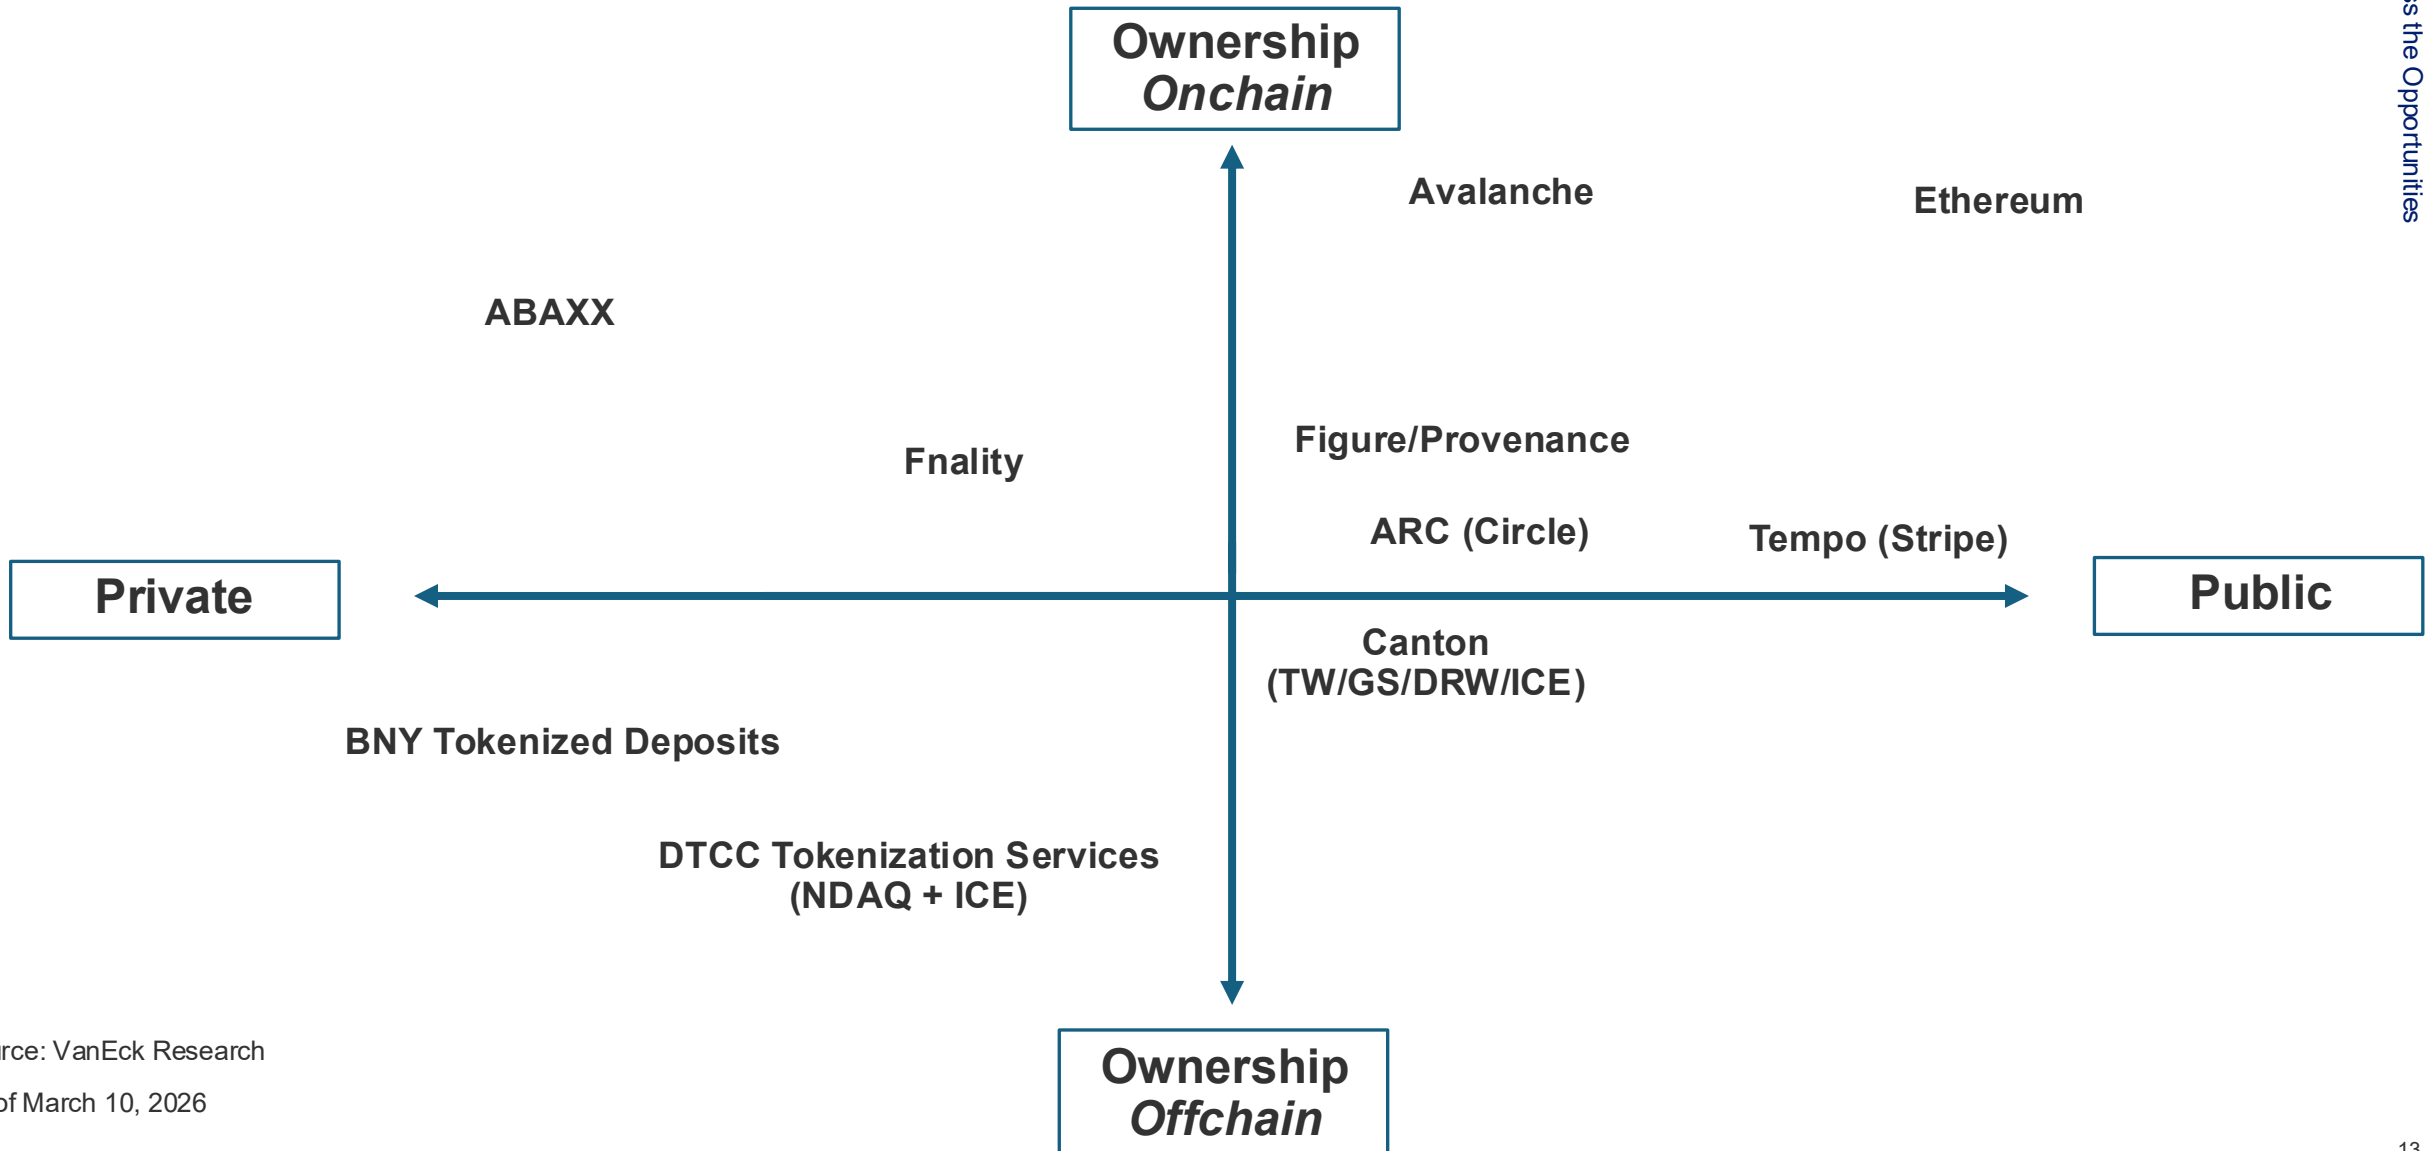 Ownership
Onchain
the Opportunities
Avalanche
Ethereum
ABAXX
Figure/Provenance
Fnality
ARC (Circle)
Tempo (Stripe)
Private
Public
Canton
(TW/GS/DRW/ICE)
BNY Tokenized Deposits
DTCC Tokenization Services
(NDAQ + ICE)
Ownership
Offchain
: VanEck Research
of March 10, 2026
13